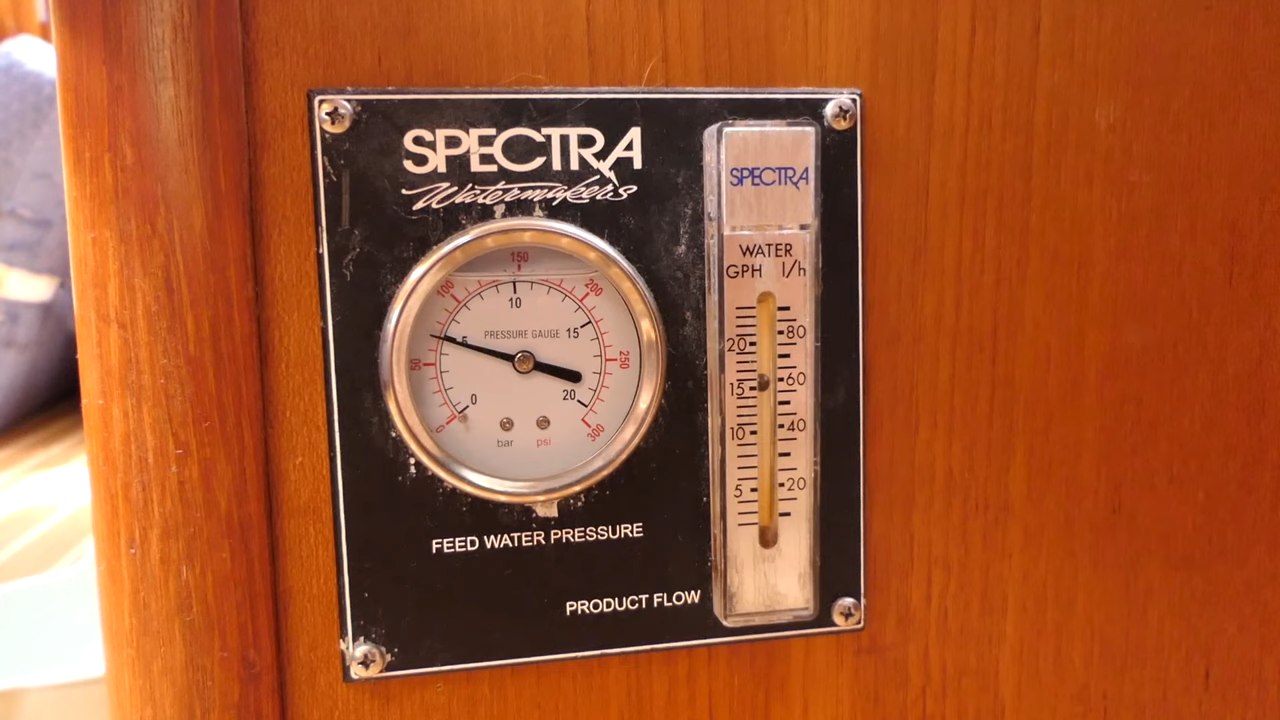 SPECTRA
Watermakers
150
100
200
10
PRESSURE GAUGE 15
5
50
250
0
20
0
300
bar psi
FEED WATER PRESSURE
PRODUCT FLOW
SPECTRA
WATER
GPH l/h
80
20
60
15
10 40
5 20